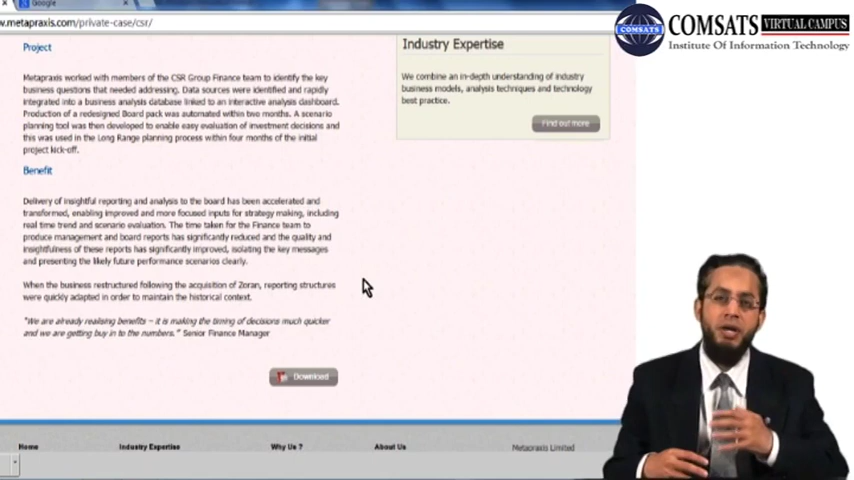 Google
w.metapraxis.com/private-case/csr/
COMSATS VIRTUAL CAMPUS
COMSATS
Institute Of Information Technology
Project
Metapraxis worked with members of the CSR Group Finance team to identify the key
business questions that needed addressing. Data sources were identified and rapidly
integrated into a business analysis database linked to an interactive analysis dashboard.
Production of a redesigned Board pack was automated within two months. A scenario
planning tool was then developed to enable easy evaluation of investment decisions and
this was used in the Long Range planning process within four months of the initial
project kick-off.
Benefit
Delivery of insightful reporting and analysis to the board has been accelerated and
transformed, enabling improved and more focused inputs for strategy making, including
real time trend and scenario evaluation. The time taken for the Finance team to
produce management and board reports has significantly reduced and the quality and
insightfulness of these reports has significantly improved, isolating the key messages
and presenting the likely future performance scenarios clearly.
When the business restructured following the acquisition of Zoran, reporting structures
were quickly adapted in order to maintain the historical context.
"We are already realising benefits – it is making the timing of decisions much quicker
and we are getting buy in to the numbers." Senior Finance Manager
Download
Industry Expertise
We combine an in-depth understanding of industry
business models, analysis techniques and technology
best practice.
Find out more
Home Industry Expertise Why Us ? About Us Metapraxis Limited